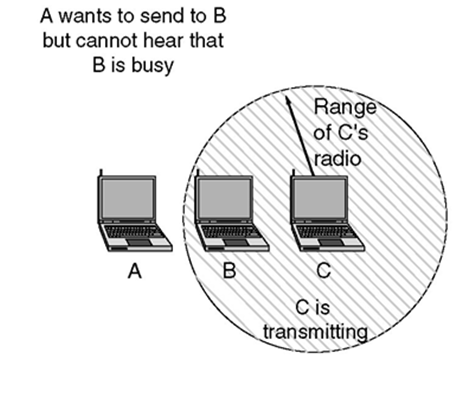 A wants to send to B
but cannot hear that
B is busy
Range
of C's
radio
A
B
C
C is
transmitting